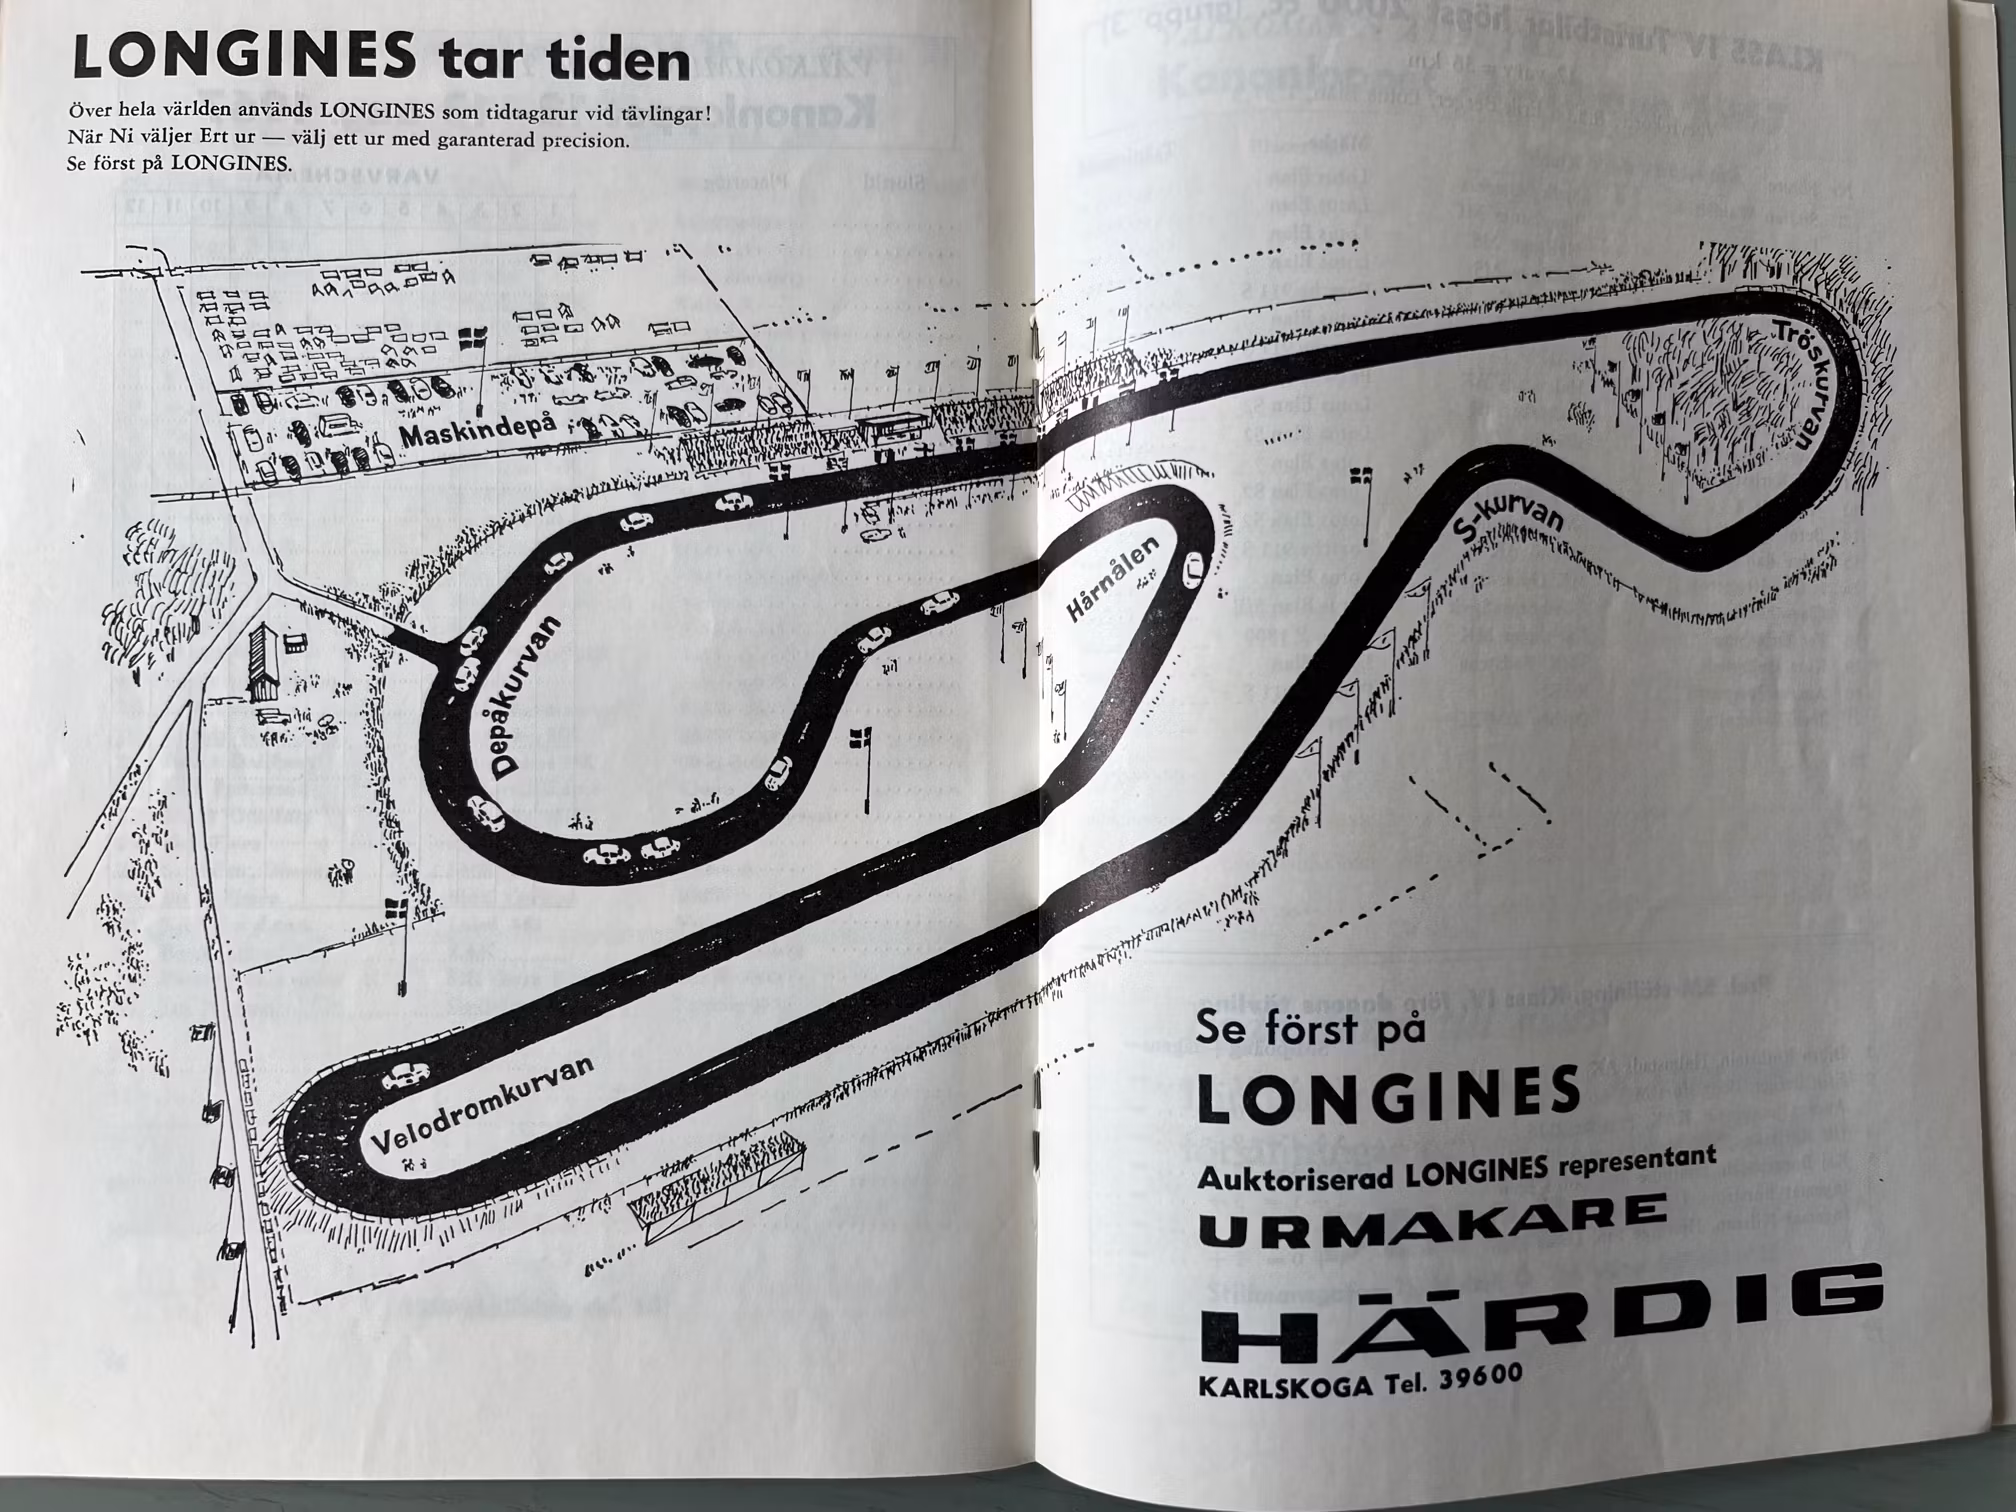 LONGINES tar tiden
Över hela världen används LONGINES som tidtagarur vid tävlingar!
När Ni väljer Ert ur — välj ett ur med garanterad precision.
Se först på LONGINES.
Maskindepå
Tröskurvan
S-kurvan
Hårnålen
Depåkurvan
Velodromkurvan
Se först på
LONGINES
Auktoriserad LONGINES representant
URMAKARE
HÄRDIG
KARLSKOGA Tel. 39600